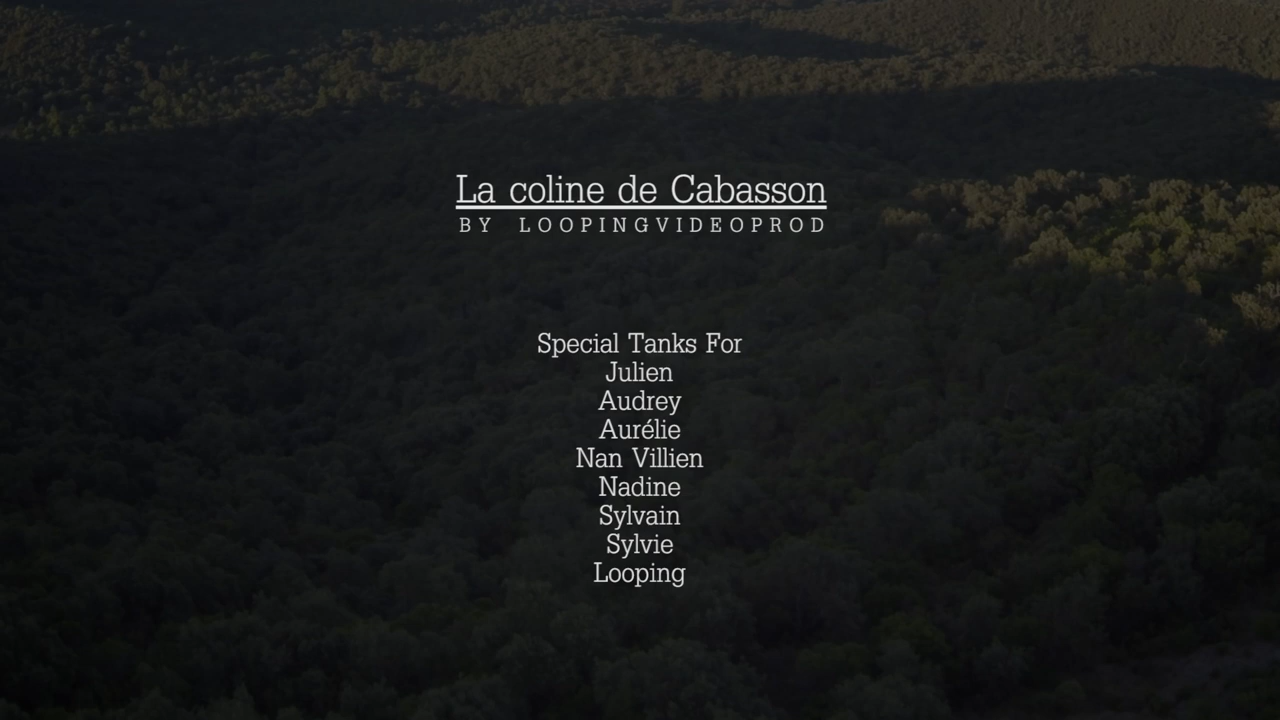 La coline de Cabasson
BY LOOPINGVIDEOPROD
Special Tanks For
Julien
Audrey
Aurélie
Nan Villien
Nadine
Sylvain
Sylvie
Looping